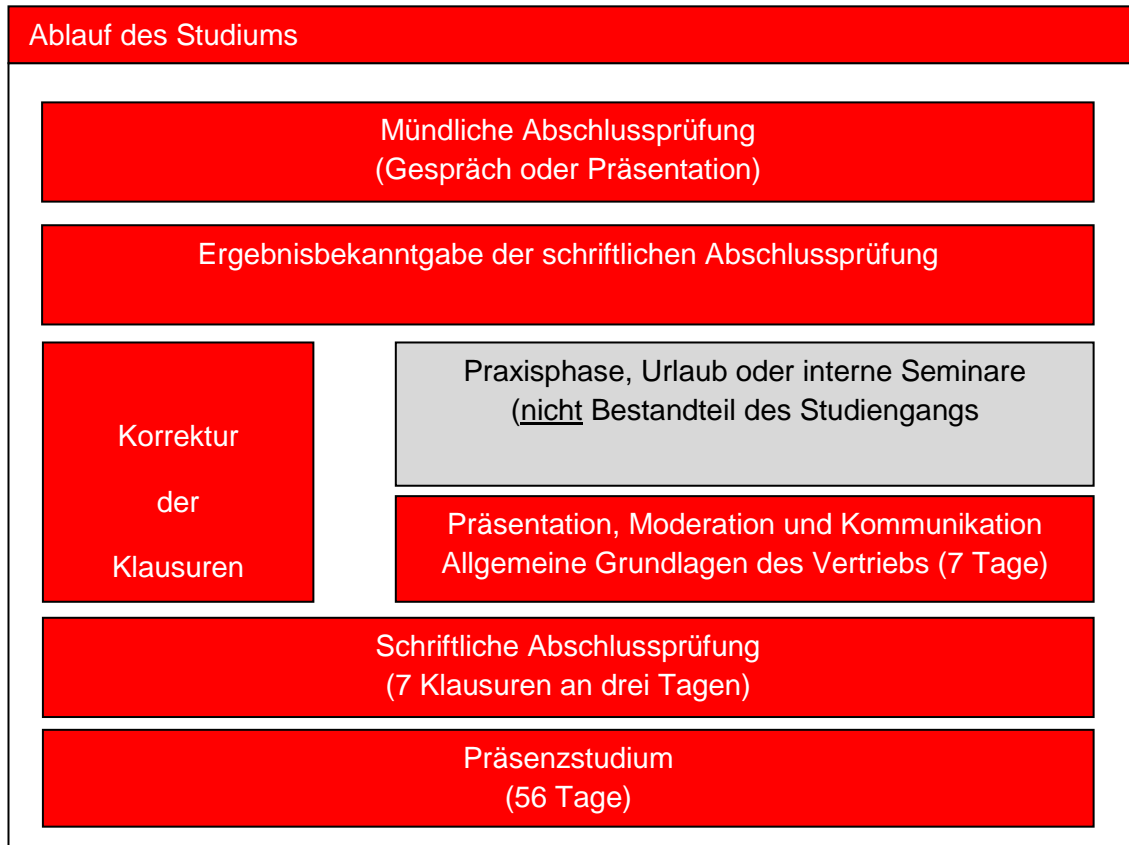 Ablauf des Studiums
Mündliche Abschlussprüfung
(Gespräch oder Präsentation)
Ergebnisbekanntgabe der schriftlichen Abschlussprüfung
Korrektur
der
Klausuren
Praxisphase, Urlaub oder interne Seminare
(nicht Bestandteil des Studiengangs
Präsentation, Moderation und Kommunikation
Allgemeine Grundlagen des Vertriebs (7 Tage)
Schriftliche Abschlussprüfung
(7 Klausuren an drei Tagen)
Präsenzstudium
(56 Tage)